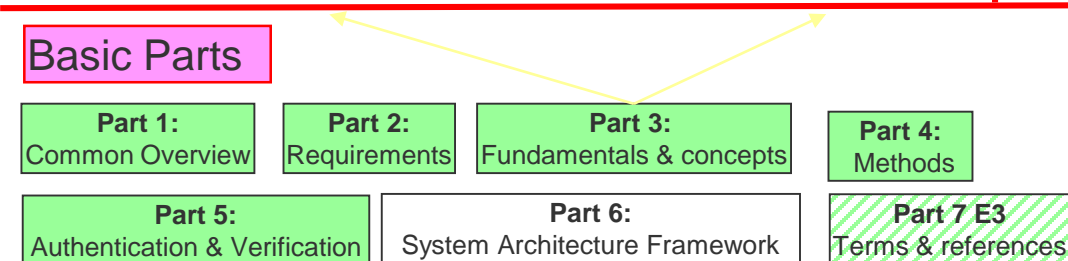 Basic Parts
Part 1:
Common Overview
Part 2:
Requirements
Part 3:
Fundamentals & concepts
Part 4:
Methods
Part 5:
Authentication & Verification
Part 6:
System Architecture Framework
Part 7 E3
Terms & references